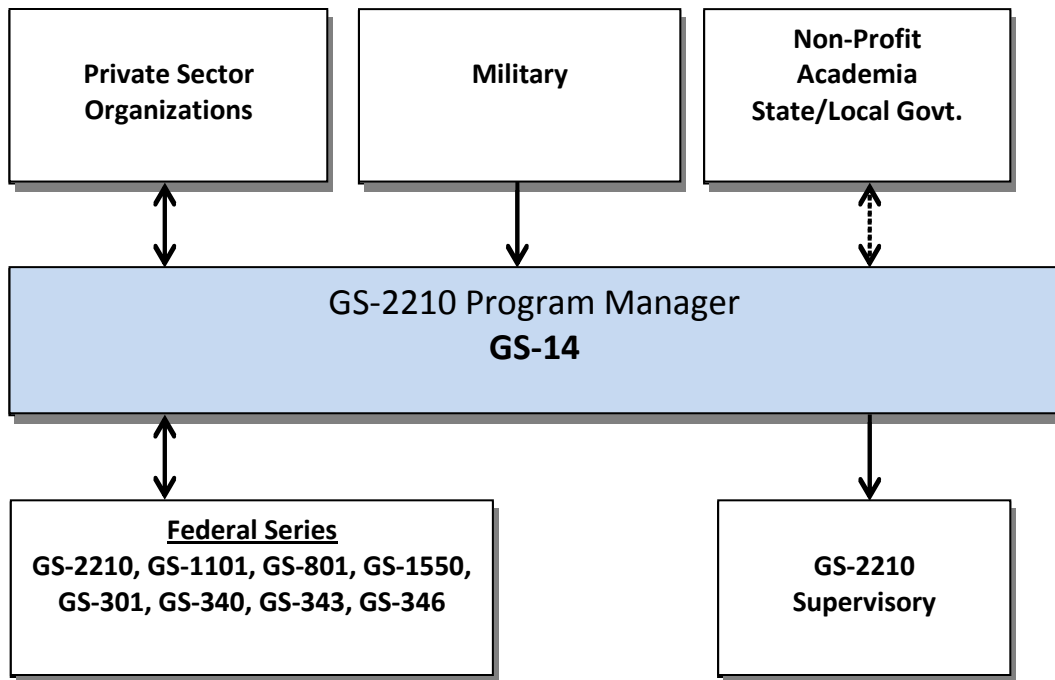 Private Sector
Organizations
Military
Non-Profit
Academia
State/Local Govt.
GS-2210 Program Manager
GS-14
Federal Series
GS-2210, GS-1101, GS-801, GS-1550,
GS-301, GS-340, GS-343, GS-346
GS-2210
Supervisory